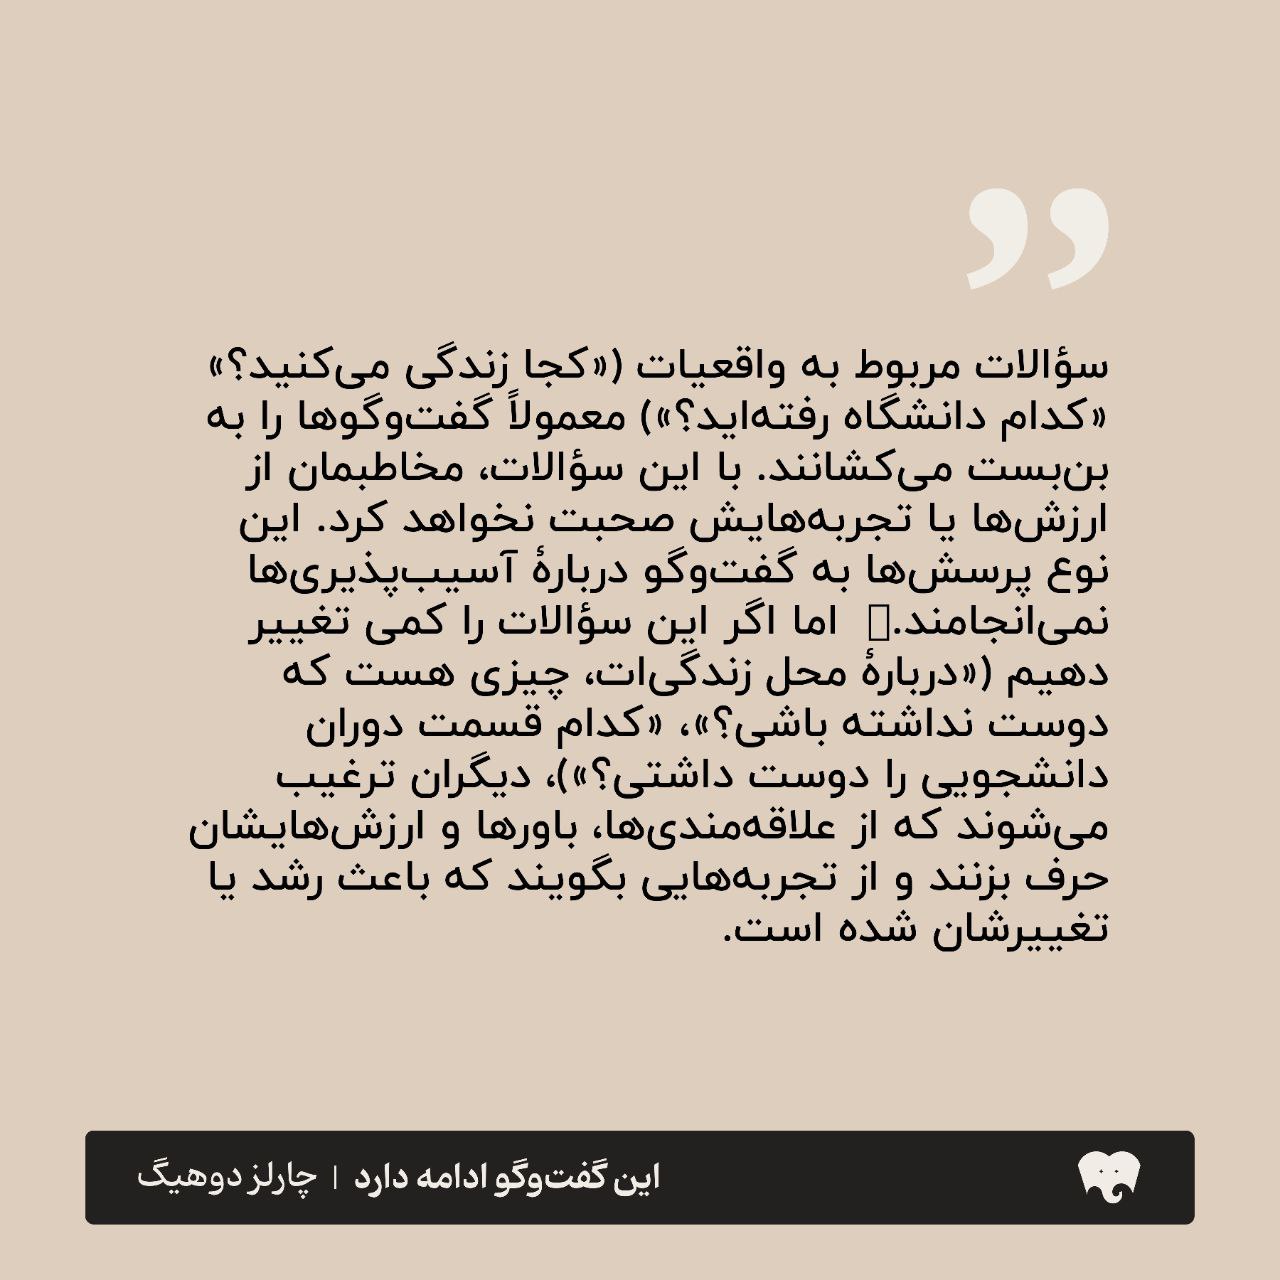 ”
سؤالات مربوط به واقعیات («کجا زندگی می‌کنید؟»
«کدام دانشگاه رفته‌اید؟») معمولاً گفت‌وگوها را به
بن‌بست می‌کشانند. با این سؤالات، مخاطبمان از
ارزش‌ها یا تجربه‌هایش صحبت نخواهد کرد. این
نوع پرسش‌ها به گفت‌وگو دربارهٔ آسیب‌پذیری‌ها
نمی‌انجامند. اما اگر این سؤالات را کمی تغییر
دهیم («دربارهٔ محل زندگی‌ات، چیزی هست که
دوست نداشته باشی؟»، «کدام قسمت دوران
دانشجویی را دوست داشتی؟»)، دیگران ترغیب
می‌شوند که از علاقه‌مندی‌ها، باورها و ارزش‌هایشان
حرف بزنند و از تجربه‌هایی بگویند که باعث رشد یا
تغییرشان شده است.
این گفت‌وگو ادامه دارد | چارلز دوهیگ